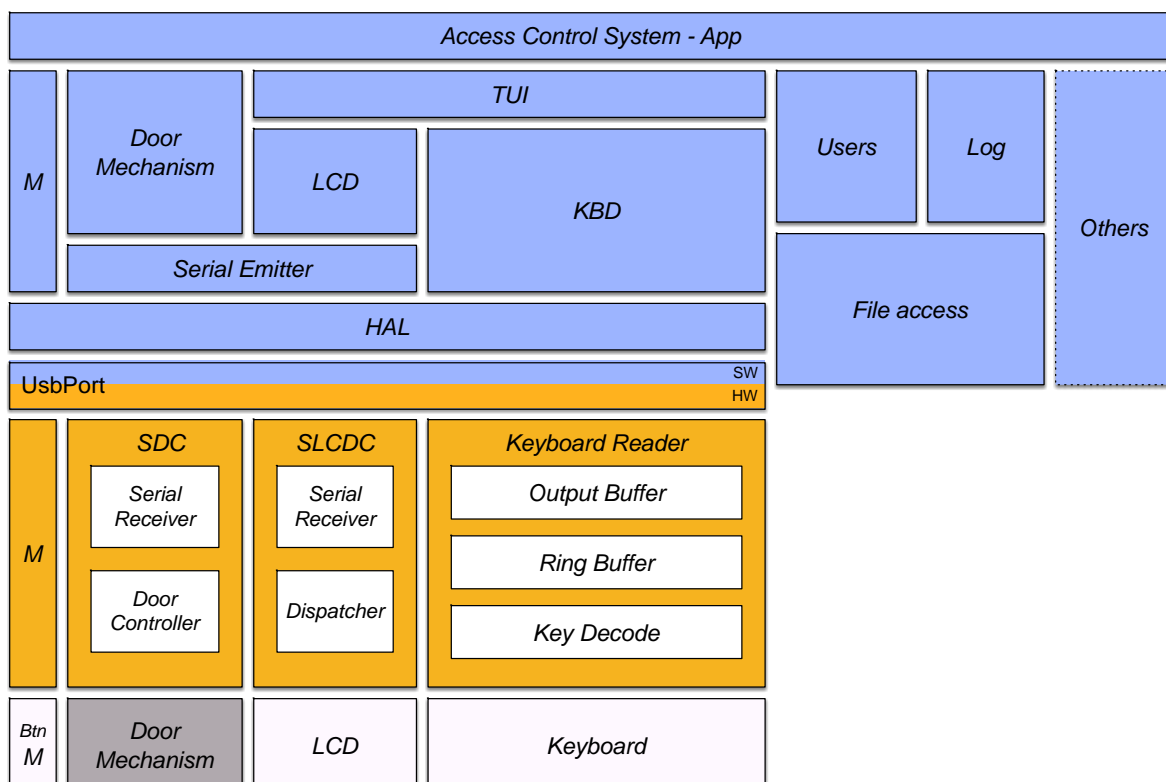 Access Control System - App
M
Door
Mechanism
TUI
LCD
KBD
Serial Emitter
Users
Log
Others
File access
HAL
UsbPort
SW
HW
M
SDC
Serial
Receiver
Door
Controller
SLCDC
Serial
Receiver
Dispatcher
Keyboard Reader
Output Buffer
Ring Buffer
Key Decode
Btn
M
Door
Mechanism
LCD
Keyboard